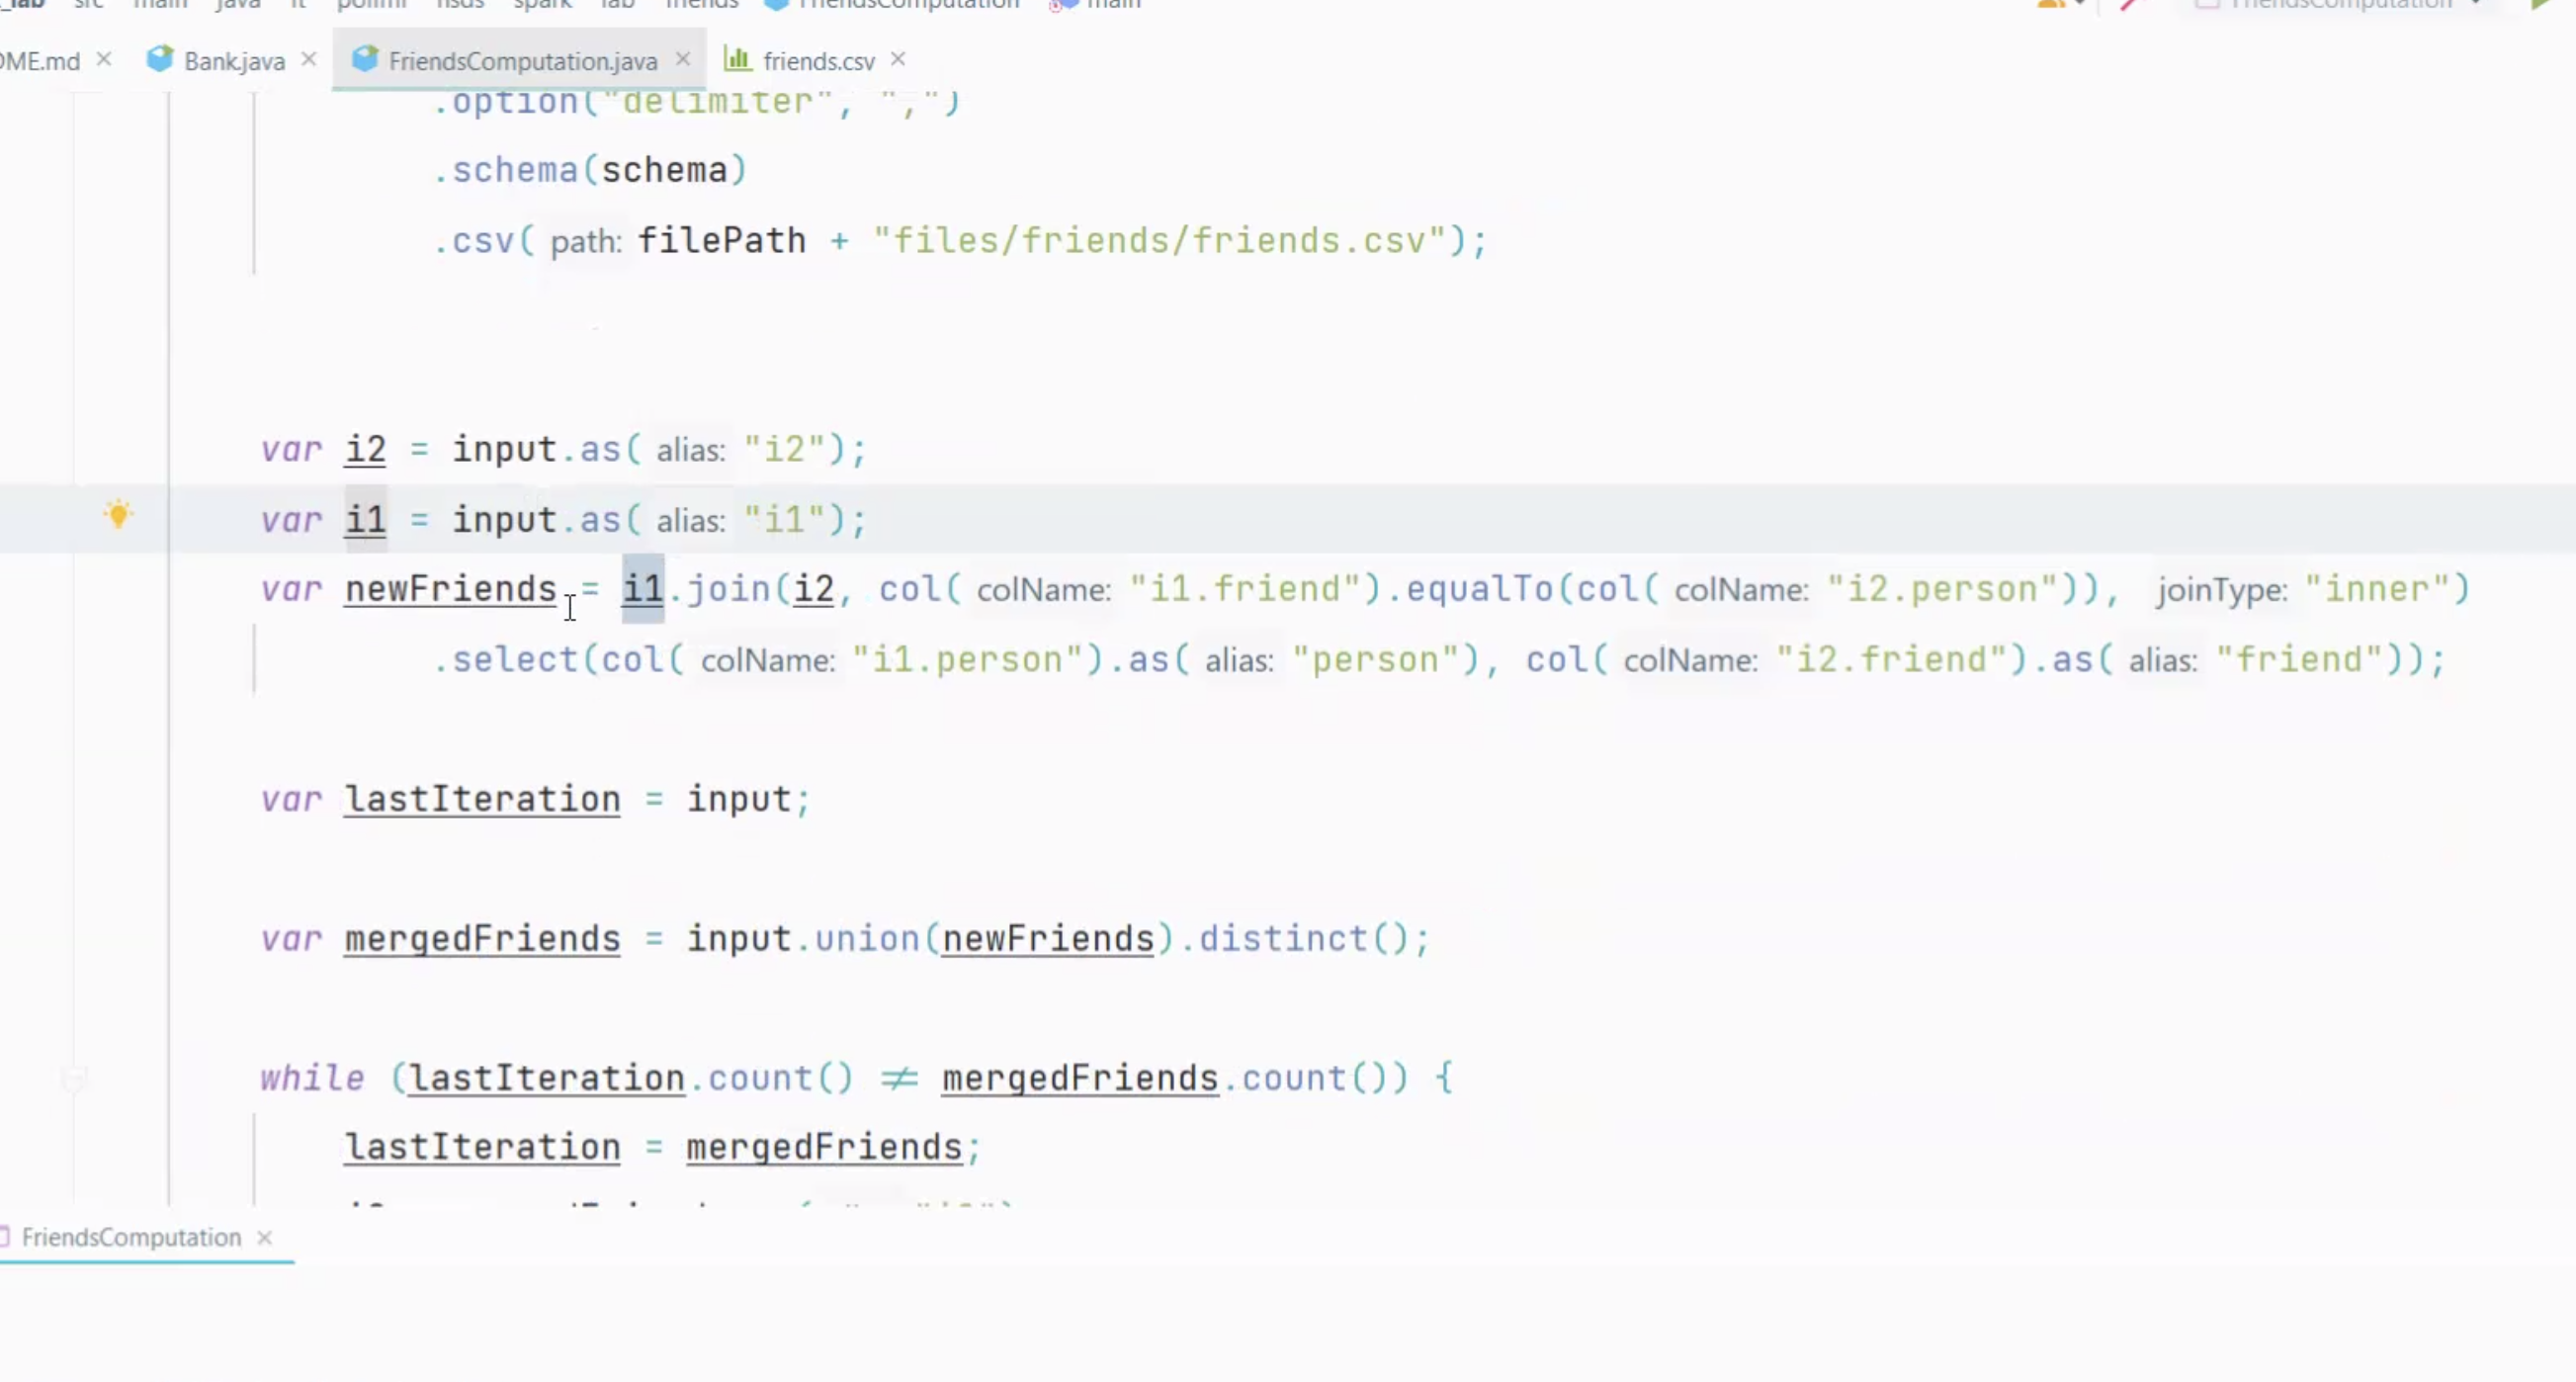 _lab src main java it polimi nsds spark lab friends FriendsComputation main FriendsComputation
OME.md Bank.java FriendsComputation.java friends.csv
.option("delimiter", ",")
.schema(schema)
.csv( path: filePath + "files/friends/friends.csv");
var i2 = input.as( alias: "i2");
var i1 = input.as( alias: "i1");
var newFriends = i1.join(i2, col( colName: "i1.friend").equalTo(col( colName: "i2.person")), joinType: "inner")
.select(col( colName: "i1.person").as( alias: "person"), col( colName: "i2.friend").as( alias: "friend"));
var lastIteration = input;
var mergedFriends = input.union(newFriends).distinct();
while (lastIteration.count() ≠ mergedFriends.count()) {
lastIteration = mergedFriends;
FriendsComputation